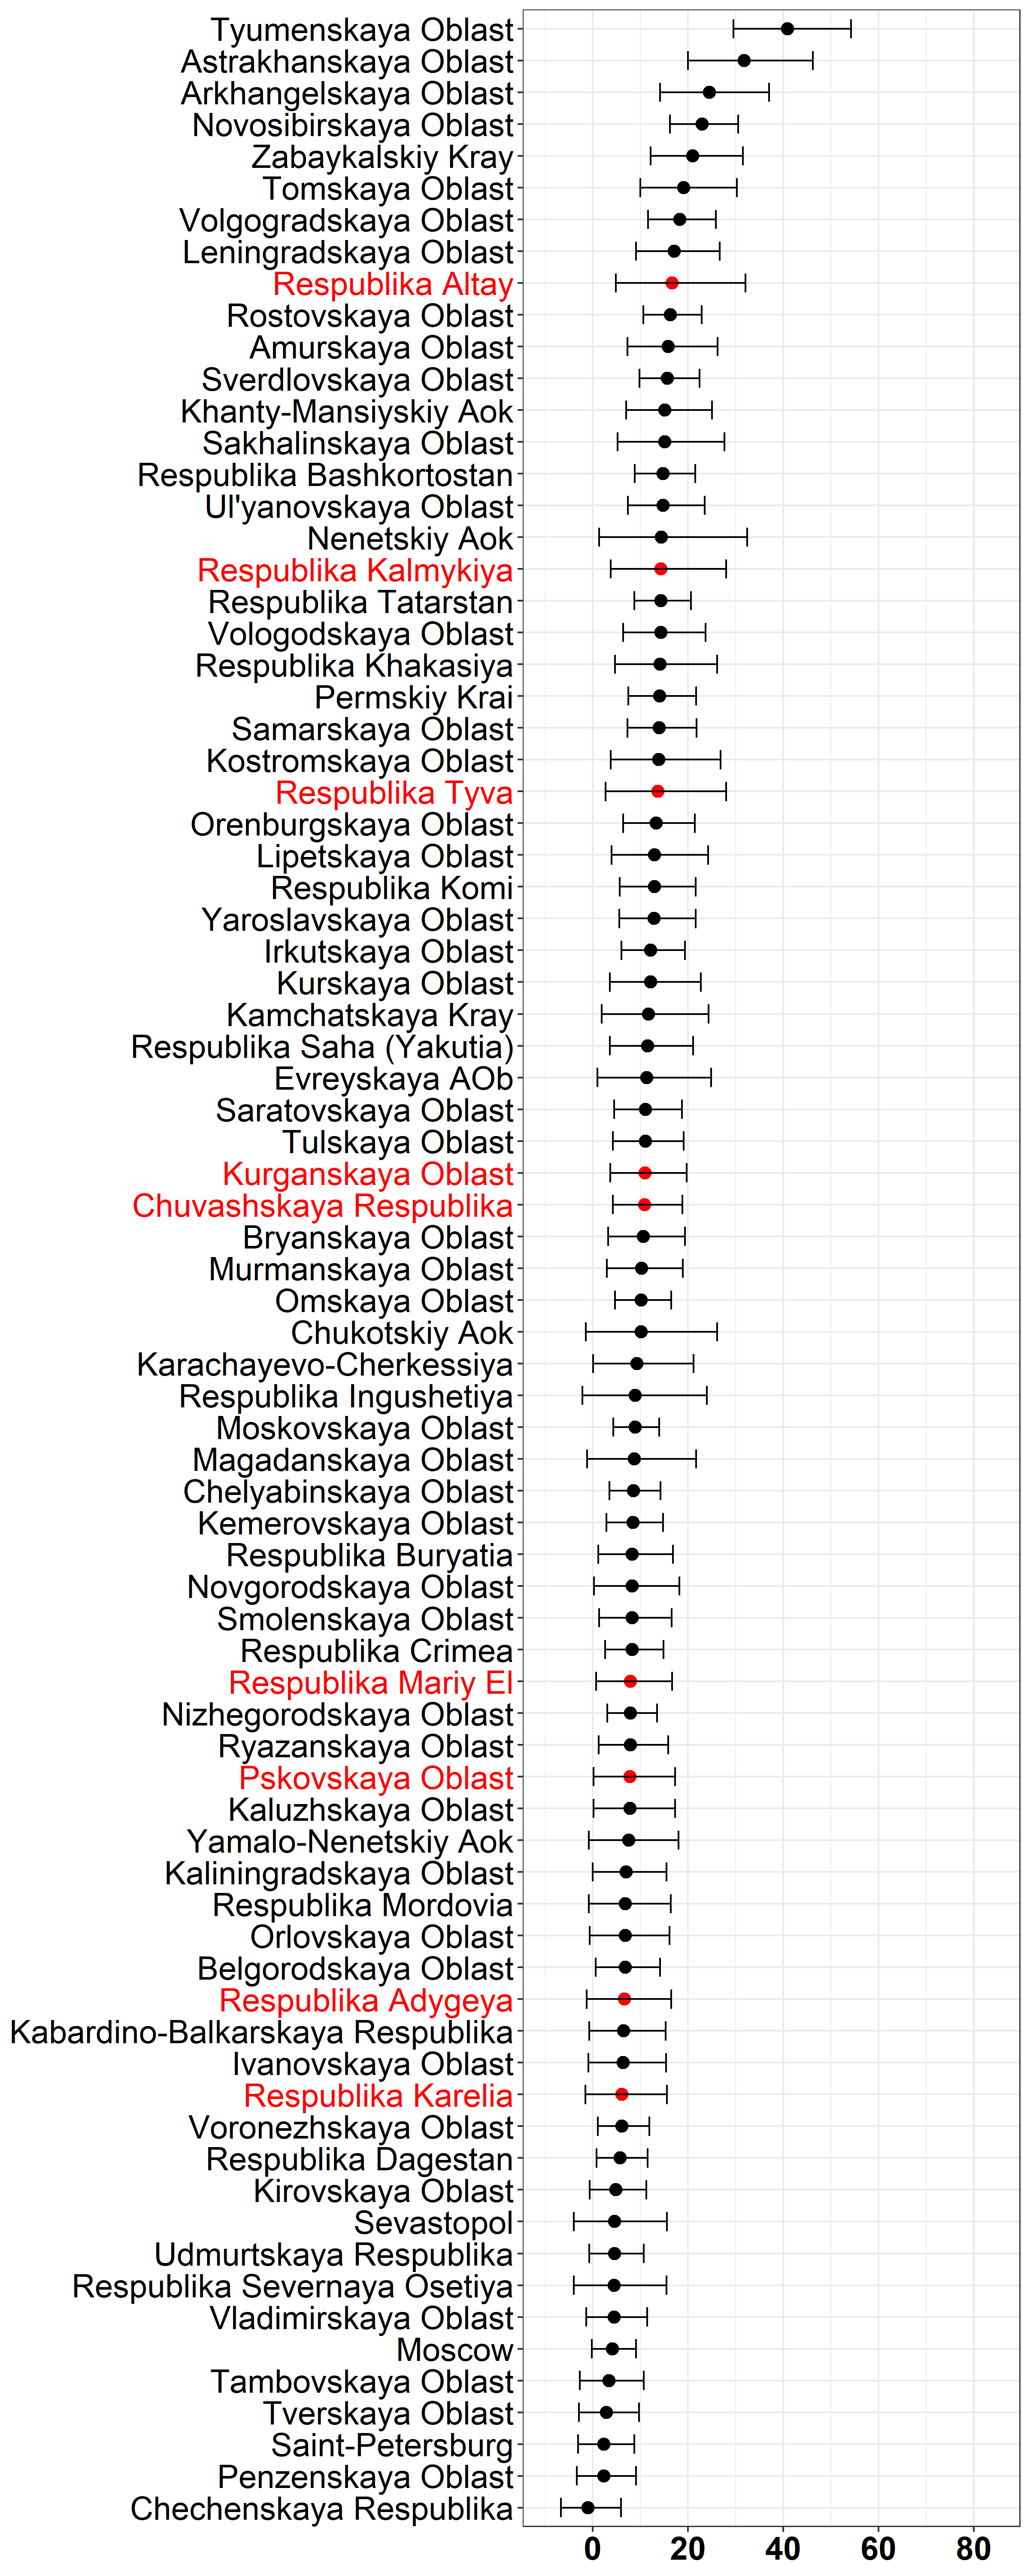 Tyumenskaya Oblast
Astrakhanskaya Oblast
Arkhangelskaya Oblast
Novosibirskaya Oblast
Zabaykalskiy Kray
Tomskaya Oblast
Volgogradskaya Oblast
Leningradskaya Oblast
Respublika Altay
Rostovskaya Oblast
Amurskaya Oblast
Sverdlovskaya Oblast
Khanty-Mansiyskiy Aok
Sakhalinskaya Oblast
Respublika Bashkortostan
Ul'yanovskaya Oblast
Nenetskiy Aok
Respublika Kalmykiya
Respublika Tatarstan
Vologodskaya Oblast
Respublika Khakasiya
Permskiy Krai
Samarskaya Oblast
Kostromskaya Oblast
Respublika Tyva
Orenburgskaya Oblast
Lipetskaya Oblast
Respublika Komi
Yaroslavskaya Oblast
Irkutskaya Oblast
Kurskaya Oblast
Kamchatskaya Kray
Respublika Saha (Yakutia)
Evreyskaya AOb
Saratovskaya Oblast
Tulskaya Oblast
Kurganskaya Oblast
Chuvashskaya Respublika
Bryanskaya Oblast
Murmanskaya Oblast
Omskaya Oblast
Chukotskiy Aok
Karachayevo-Cherkessiya
Respublika Ingushetiya
Moskovskaya Oblast
Magadanskaya Oblast
Chelyabinskaya Oblast
Kemerovskaya Oblast
Respublika Buryatia
Novgorodskaya Oblast
Smolenskaya Oblast
Respublika Crimea
Respublika Mariy El
Nizhegorodskaya Oblast
Ryazanskaya Oblast
Pskovskaya Oblast
Kaluzhskaya Oblast
Yamalo-Nenetskiy Aok
Kaliningradskaya Oblast
Respublika Mordovia
Orlovskaya Oblast
Belgorodskaya Oblast
Respublika Adygeya
Kabardino-Balkarskaya Respublika
Ivanovskaya Oblast
Respublika Karelia
Voronezhskaya Oblast
Respublika Dagestan
Kirovskaya Oblast
Sevastopol
Udmurtskaya Respublika
Respublika Severnaya Osetiya
Vladimirskaya Oblast
Moscow
Tambovskaya Oblast
Tverskaya Oblast
Saint-Petersburg
Penzenskaya Oblast
Chechenskaya Respublika
0 20 40 60 80